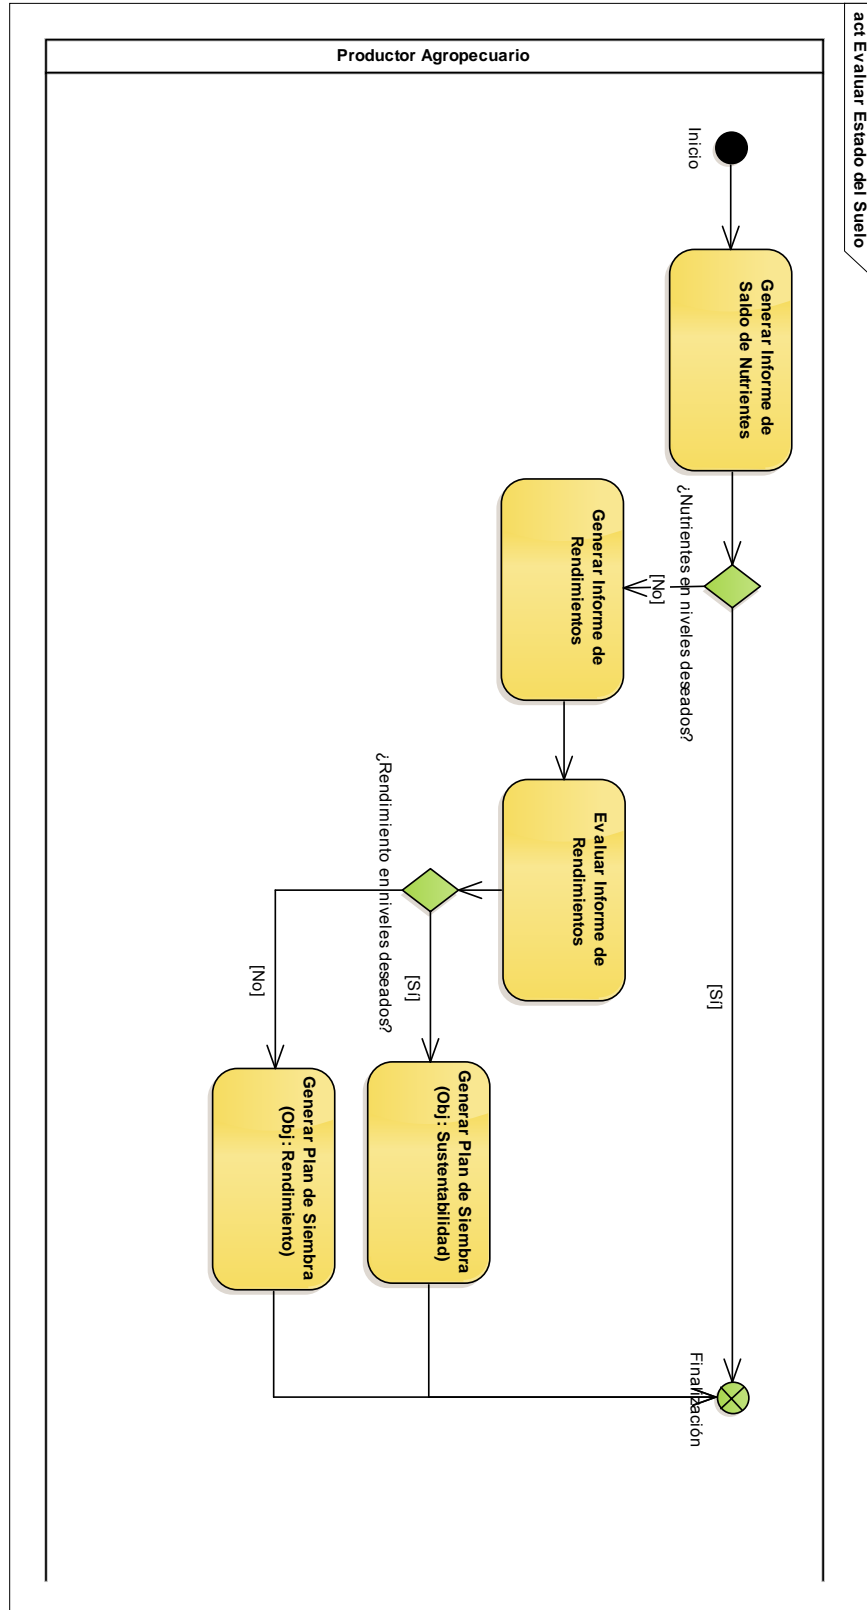 act Evaluar Estado del Suelo
Productor Agropecuario
Inicio
Generar Informe de
Saldo de Nutrientes
¿Nutrientes en niveles deseados?
[No]
[Sí]
Generar Informe de
Rendimientos
Evaluar Informe de
Rendimientos
¿Rendimiento en niveles deseados?
[Sí]
[No]
Generar Plan de Siembra
(Obj: Sustentabilidad)
Generar Plan de Siembra
(Obj: Rendimiento)
Finalización